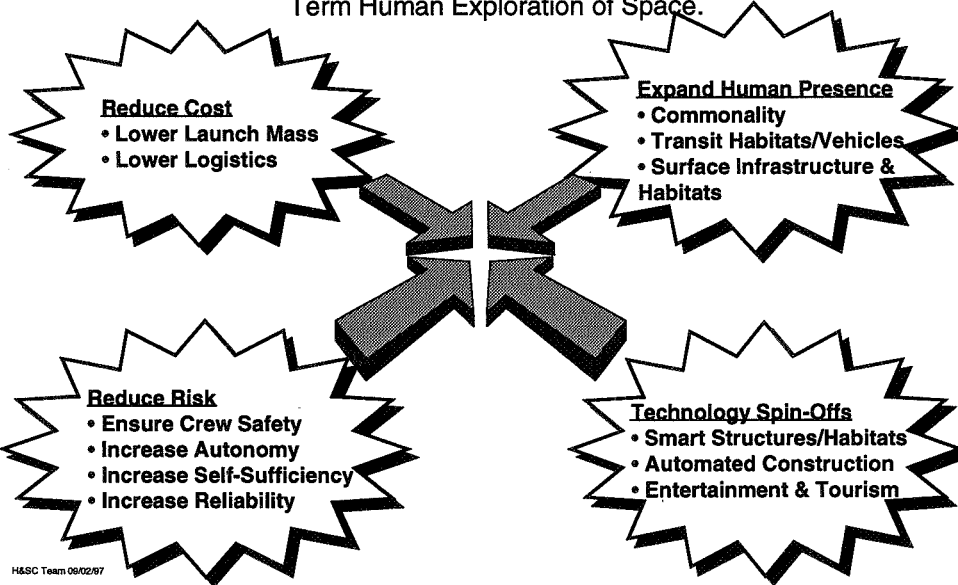 Term Human Exploration of Space.
Reduce Cost
• Lower Launch Mass
• Lower Logistics
Expand Human Presence
• Commonality
• Transit Habitats/Vehicles
• Surface Infrastructure &
Habitats
Reduce Risk
• Ensure Crew Safety
• Increase Autonomy
• Increase Self-Sufficiency
• Increase Reliability
Technology Spin-Offs
• Smart Structures/Habitats
• Automated Construction
• Entertainment & Tourism
H&SC Team 09/02/97